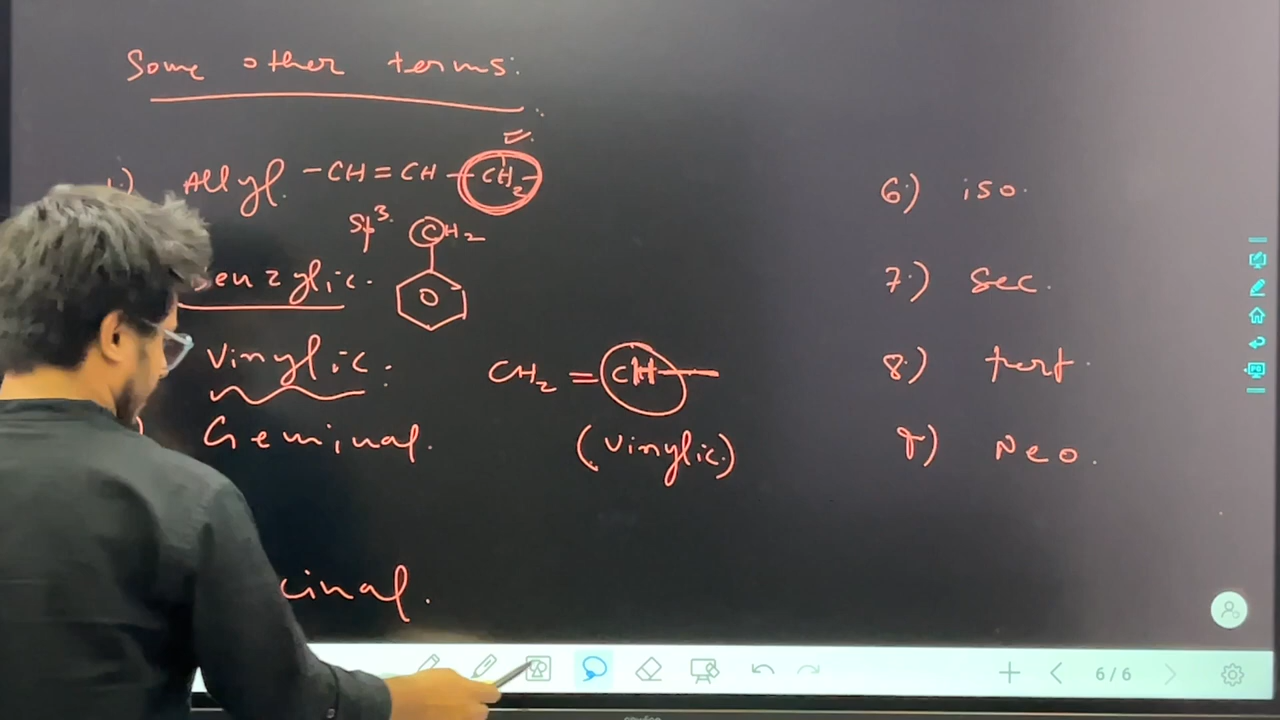 Some other terms:
1.) Allyl -CH=CH-CH2-
sp3. CH2
enzylic.
Vinylic: CH2=CH-
Geminal. (Vinylic.)
cinal.
6.) iso.
7.) Sec.
8.) tert.
9) Neo.
6/6